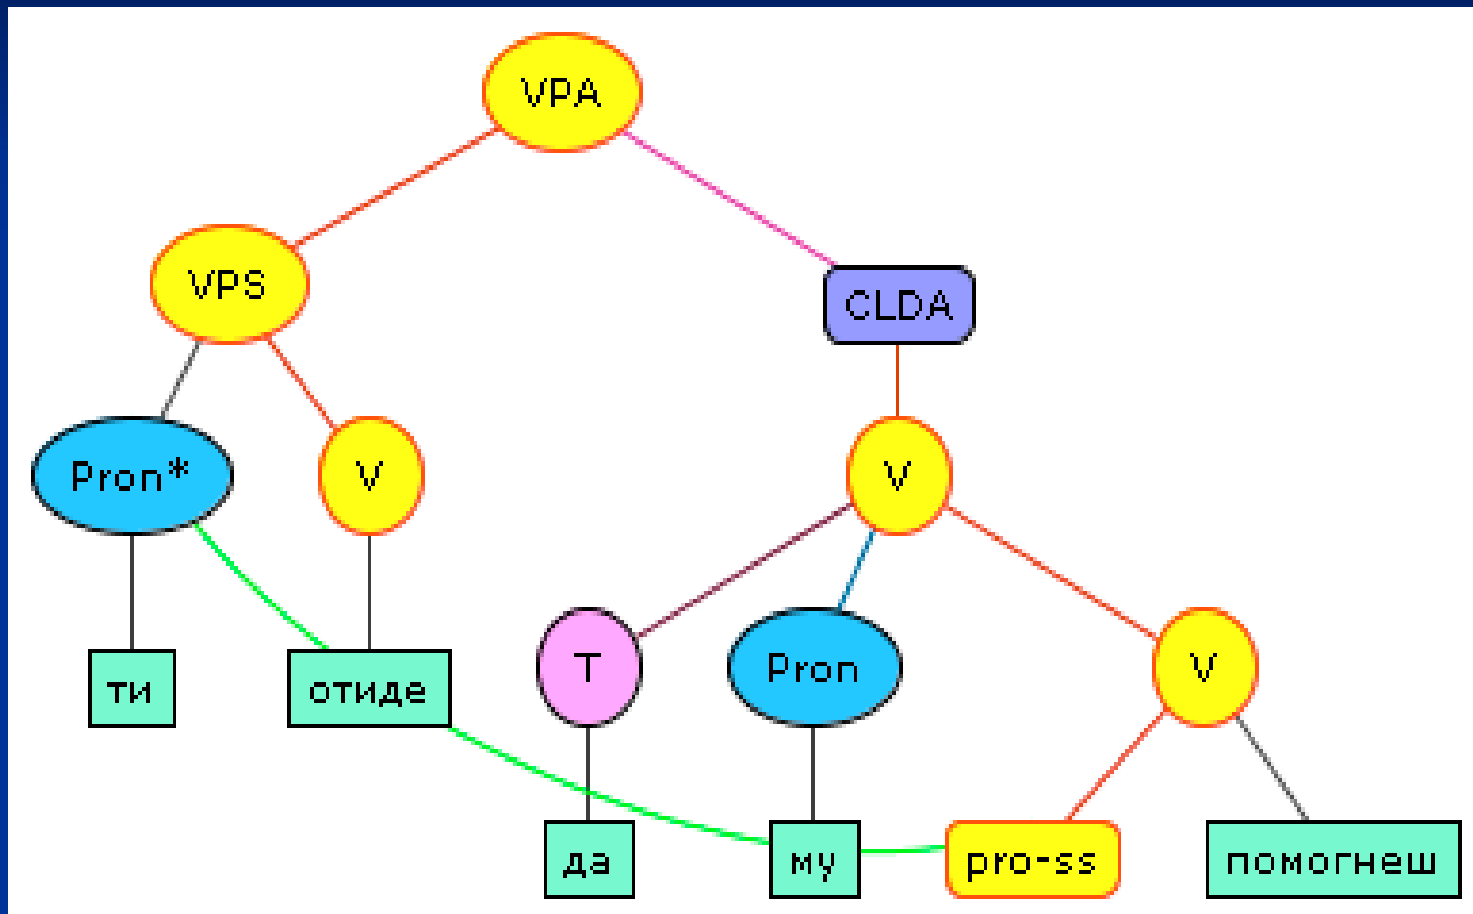 VPA
VPS
CLDA
Pron* V V
T Pron V
ти отиде
да му pro-ss помогнеш